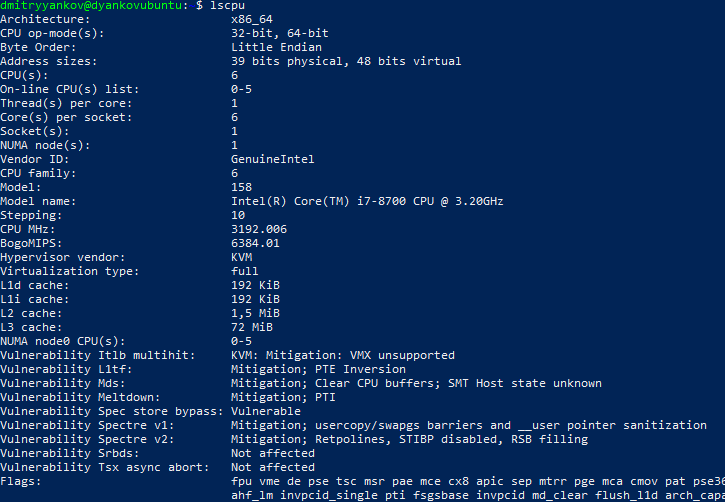 dmitryyankov@dyankovubuntu: $ lscpu
Architecture: x86_64
CPU op-mode(s): 32-bit, 64-bit
Byte Order: Little Endian
Address sizes: 39 bits physical, 48 bits virtual
CPU(s): 6
On-line CPU(s) list: 0-5
Thread(s) per core: 1
Core(s) per socket: 6
Socket(s): 1
NUMA node(s): 1
Vendor ID: GenuineIntel
CPU family: 6
Model: 158
Model name: Intel(R) Core(TM) i7-8700 CPU @ 3.20GHz
Stepping: 10
CPU MHz: 3192.006
BogoMIPS: 6384.01
Hypervisor vendor: KVM
Virtualization type: full
L1d cache: 192 KiB
L1i cache: 192 KiB
L2 cache: 1,5 MiB
L3 cache: 72 MiB
NUMA node0 CPU(s): 0-5
Vulnerability Itlb multihit: KVM: Mitigation: VMX unsupported
Vulnerability L1tf: Mitigation; PTE Inversion
Vulnerability Mds: Mitigation; Clear CPU buffers; SMT Host state unknown
Vulnerability Meltdown: Mitigation; PTI
Vulnerability Spec store bypass: Vulnerable
Vulnerability Spectre v1: Mitigation; usercopy/swapgs barriers and __user pointer sanitization
Vulnerability Spectre v2: Mitigation; Retpolines, STIBP disabled, RSB filling
Vulnerability Srbds: Not affected
Vulnerability Tsx async abort: Not affected
Flags: fpu vme de pse tsc msr pae mce cx8 apic sep mtrr pge mca cmov pat pse3
ahf_lm invpcid_single pti fsgsbase invpcid md_clear flush_l1d arch_cap